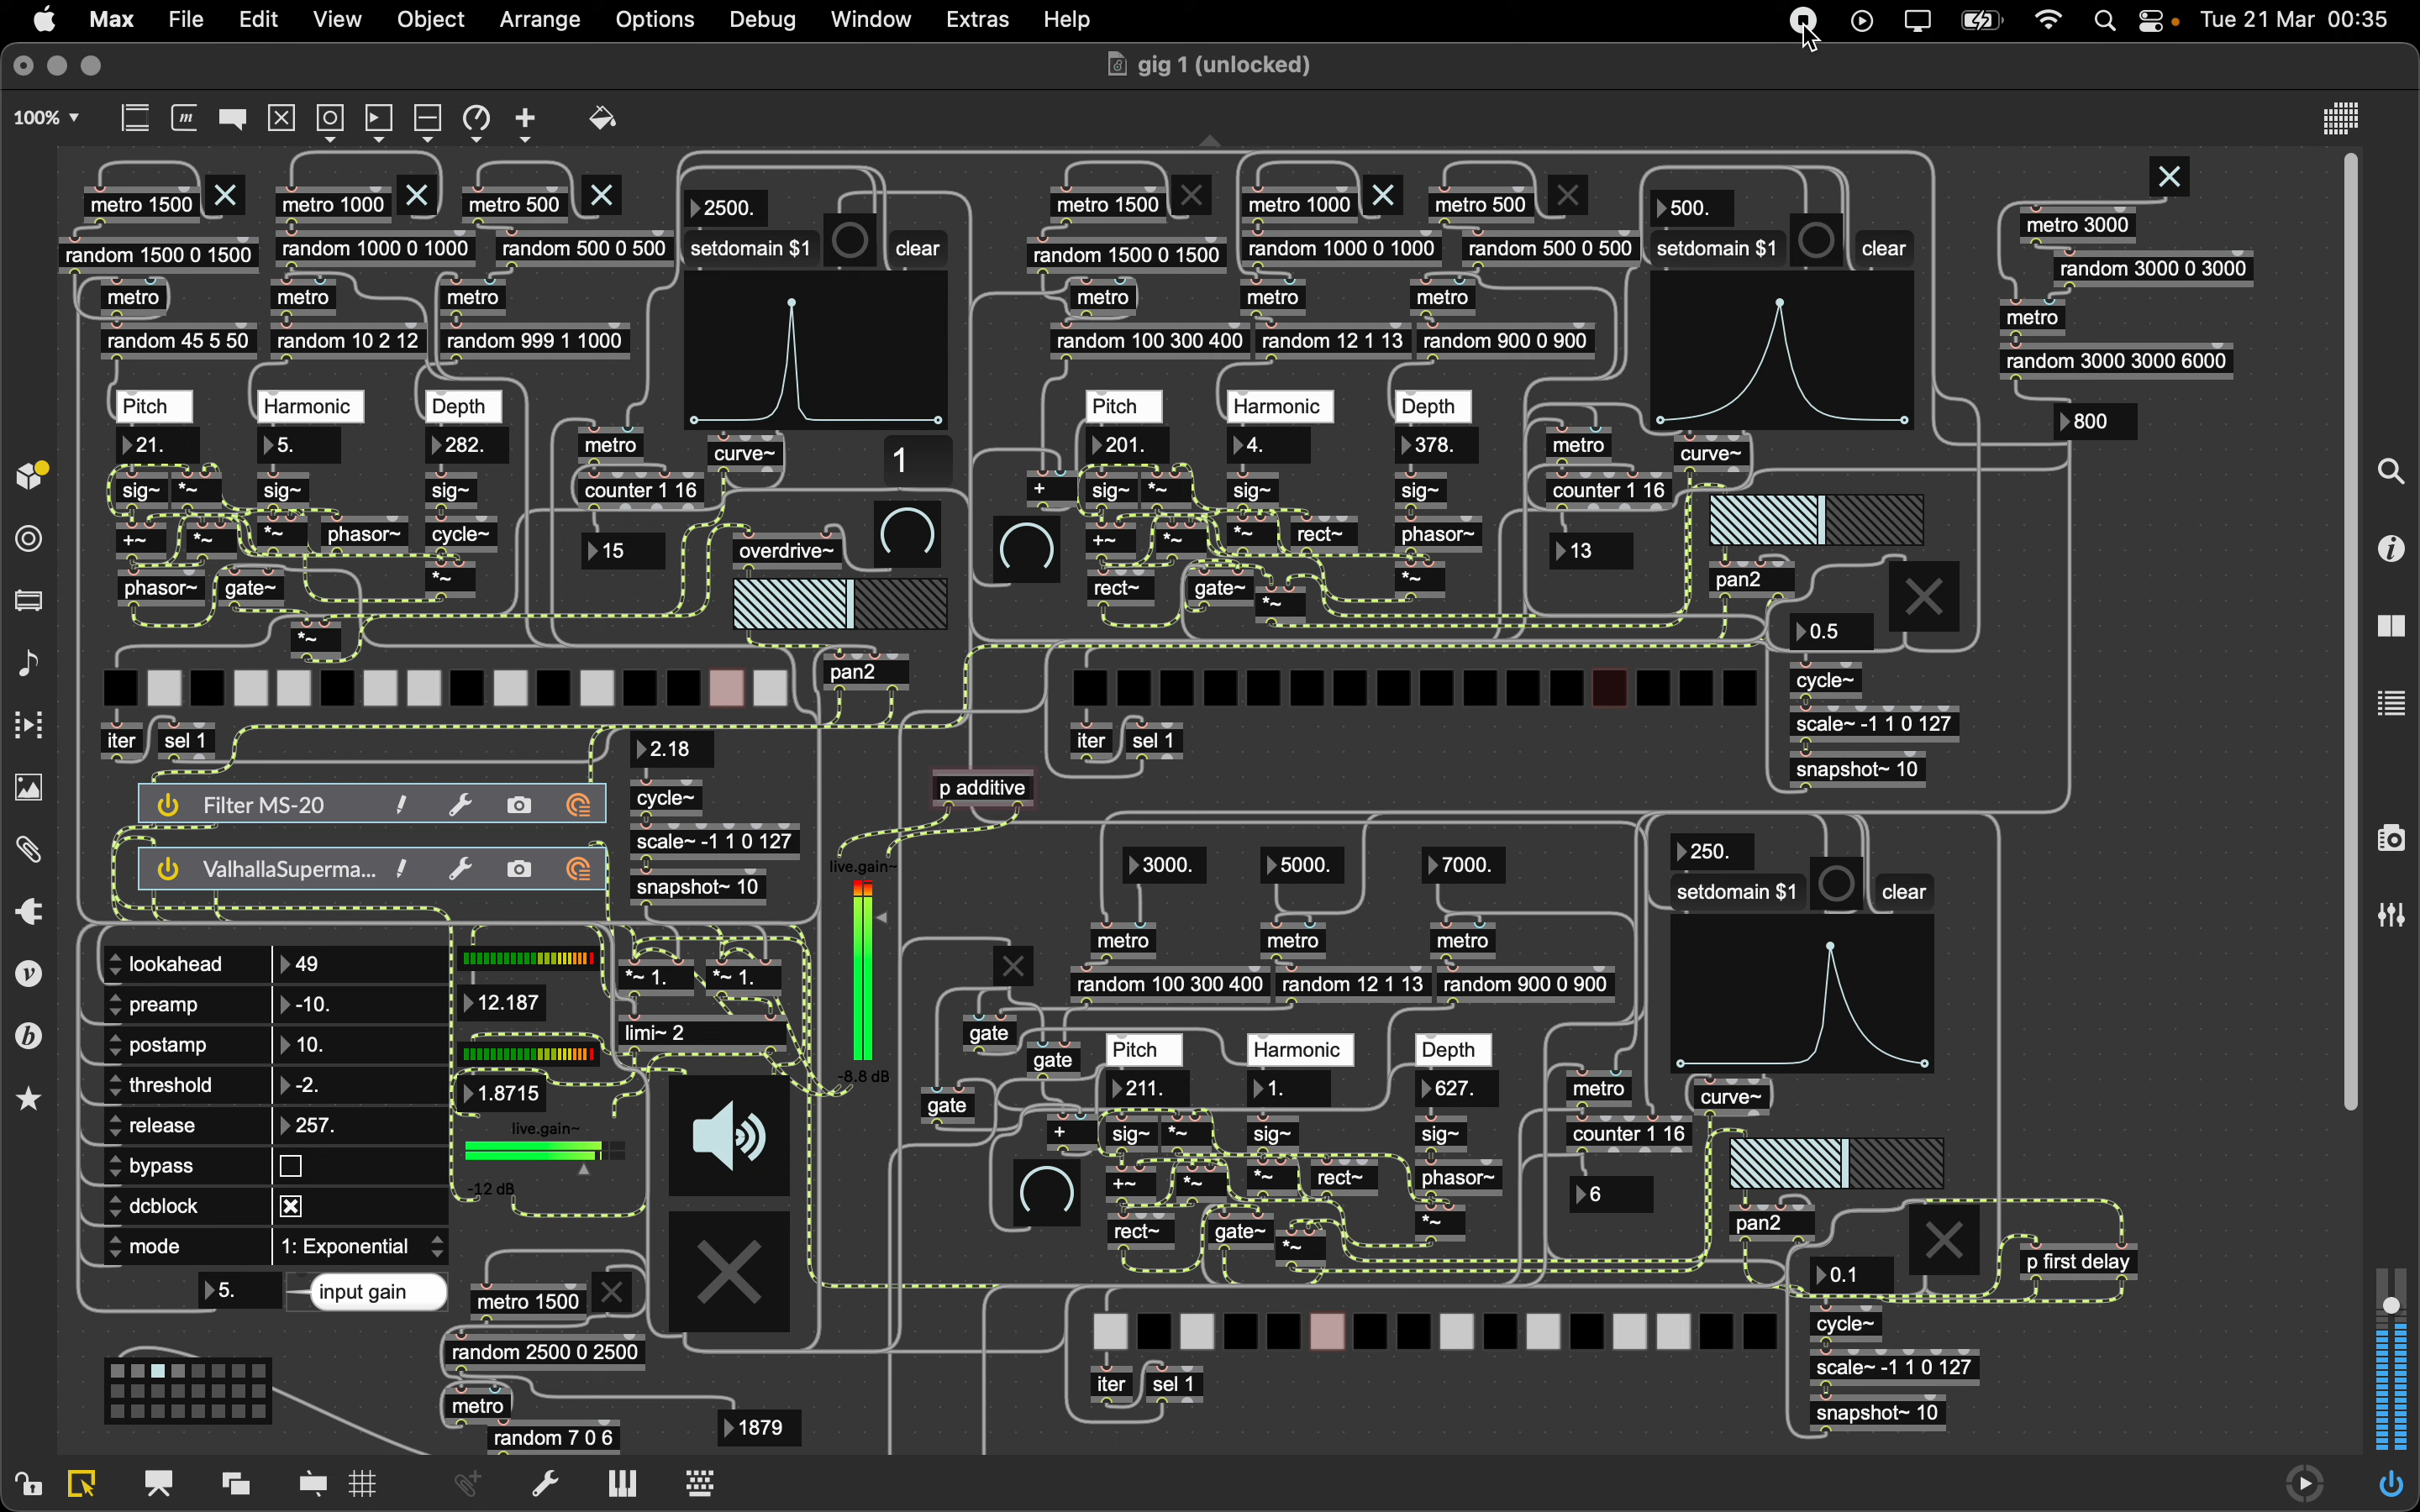 Max File Edit View Object Arrange Options Debug Window Extras Help Tue 21 Mar 00:35
gig 1 (unlocked)
100%
metro 1500
metro 1000
metro 500
2500.
random 1500 0 1500
random 1000 0 1000
random 500 0 500
setdomain $1
clear
metro
metro
metro
random 45 5 50
random 10 2 12
random 999 1 1000
Pitch
Harmonic
Depth
21.
5.
282.
metro
curve~
1
sig~
*~
sig~
sig~
counter 1 16
+~
*~
*~
phasor~
cycle~
15
overdrive~
phasor~
gate~
*~
*~
pan2
iter
sel 1
metro 1500
metro 1000
metro 500
500.
random 1500 0 1500
random 1000 0 1000
random 500 0 500
setdomain $1
clear
metro
metro
metro
random 100 300 400
random 12 1 13
random 900 0 900
Pitch
Harmonic
Depth
201.
4.
378.
metro
curve~
+
sig~
*~
sig~
sig~
counter 1 16
+~
*~
*~
rect~
phasor~
13
rect~
gate~
*~
*~
pan2
0.5
cycle~
scale~ -1 1 0 127
snapshot~ 10
iter
sel 1
metro 3000
random 3000 0 3000
metro
random 3000 3000 6000
800
2.18
Filter MS-20
cycle~
scale~ -1 1 0 127
ValhallaSuperma...
snapshot~ 10
p additive
live.gain~
-8.8 dB
lookahead 49
preamp -10.
postamp 10.
threshold -2.
release 257.
bypass
dcblock
mode 1: Exponential
5.
input gain
12.187
1.8715
live.gain~
-12 dB
*~ 1.
*~ 1.
limi~ 2
metro 1500
random 2500 0 2500
metro
1879
random 7 0 6
3000.
5000.
7000.
250.
setdomain $1
clear
metro
metro
metro
random 100 300 400
random 12 1 13
random 900 0 900
gate
gate
gate
Pitch
Harmonic
Depth
211.
1.
627.
metro
curve~
+
sig~
*~
sig~
sig~
counter 1 16
+~
*~
*~
rect~
phasor~
6
rect~
gate~
*~
*~
pan2
p first delay
0.1
cycle~
scale~ -1 1 0 127
snapshot~ 10
iter
sel 1